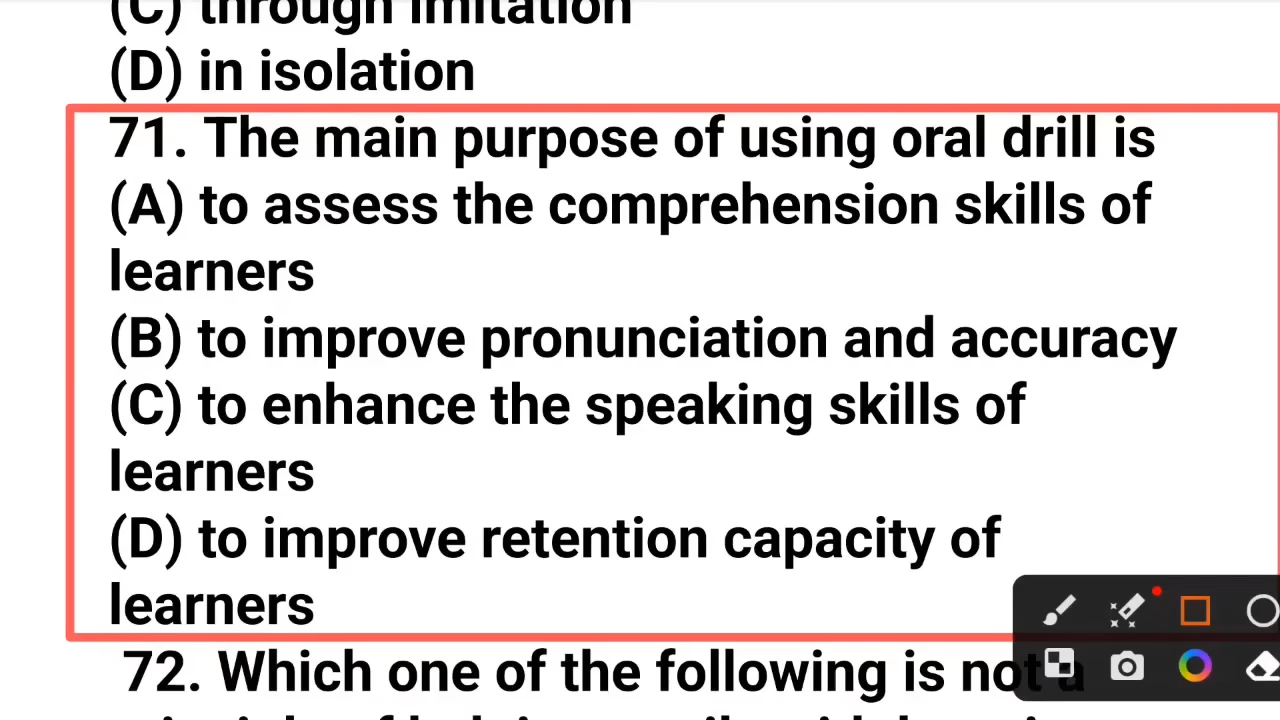 (C) through imitation
(D) in isolation
71. The main purpose of using oral drill is
(A) to assess the comprehension skills of
learners
(B) to improve pronunciation and accuracy
(C) to enhance the speaking skills of
learners
(D) to improve retention capacity of
learners
72. Which one of the following is not a